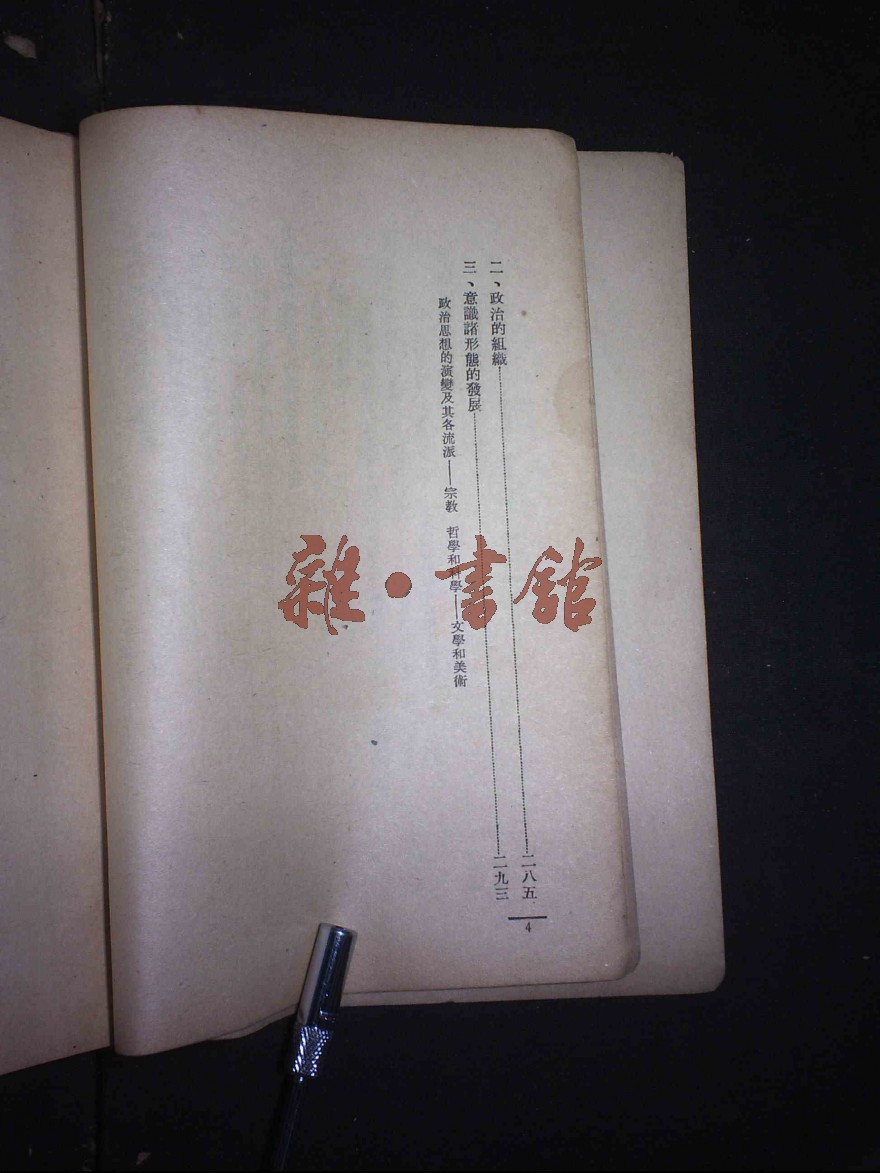 二、政治的組織……二八五
三、意識諸形態的發展……二九三
政治思想的演變及其各流派——宗教　哲學和科學——文學和美術
4
雜·書館